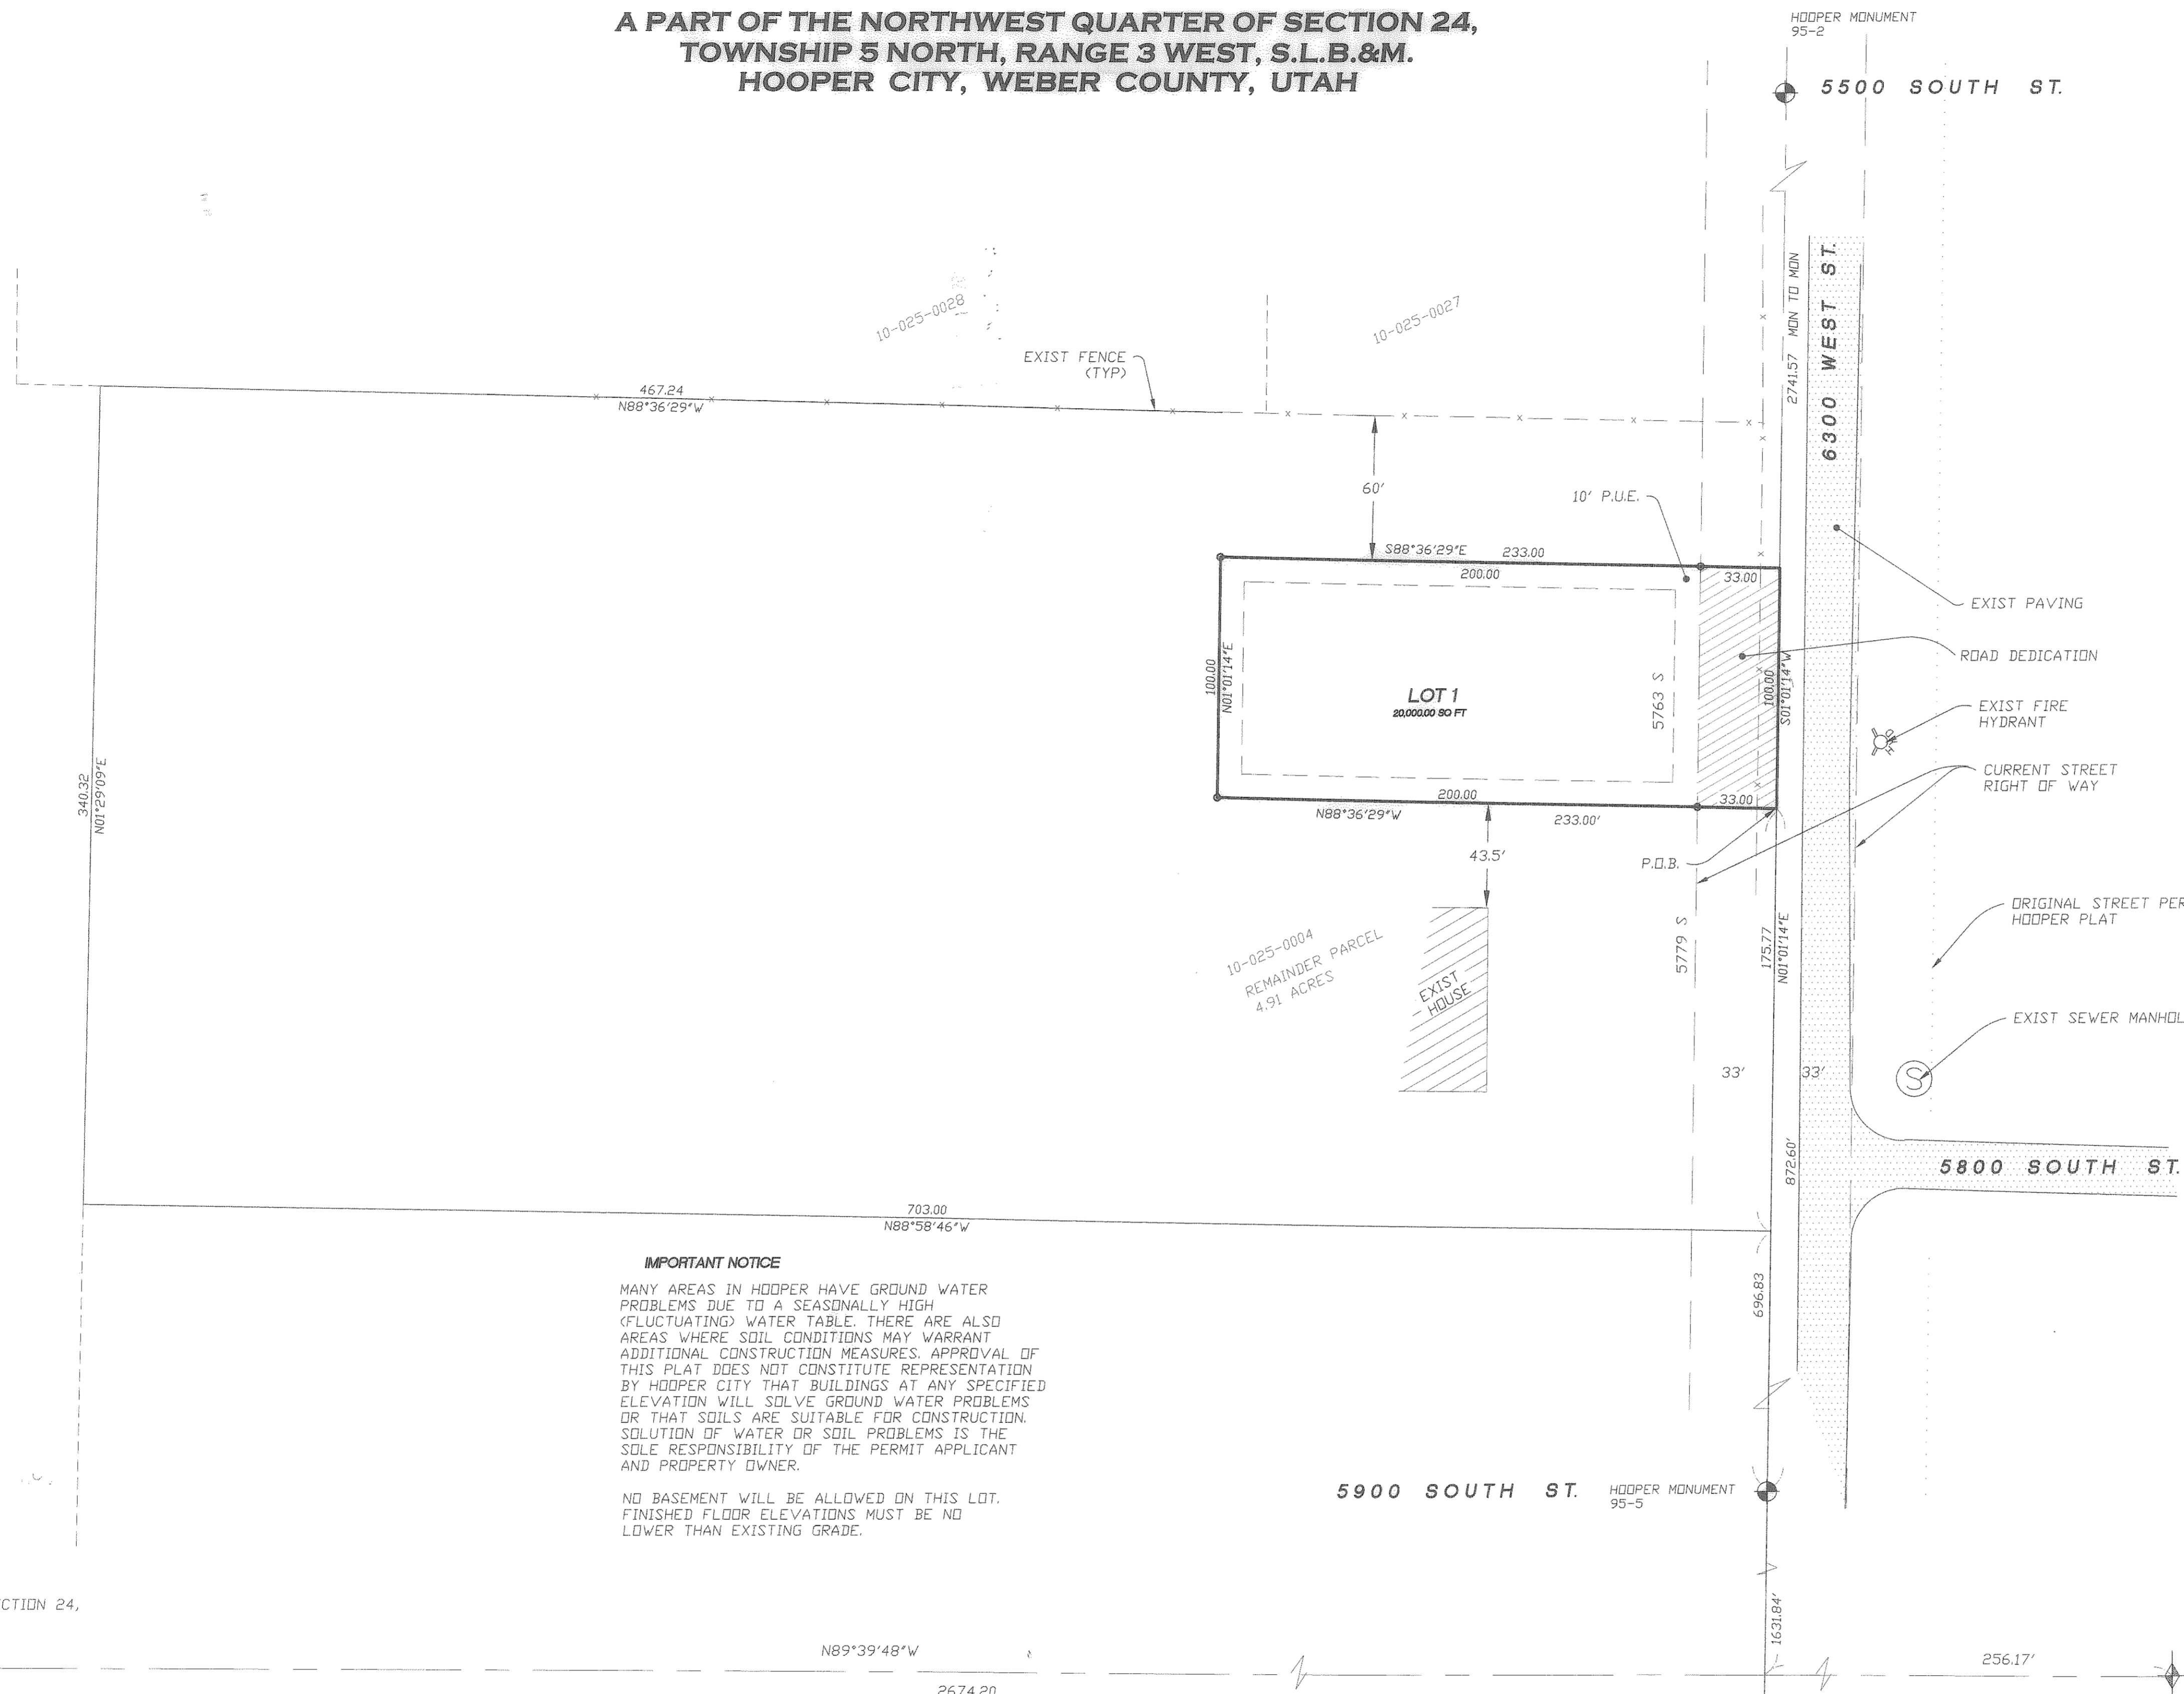 A PART OF THE NORTHWEST QUARTER OF SECTION 24,
TOWNSHIP 5 NORTH, RANGE 3 WEST, S.L.B.&M.
HOOPER CITY, WEBER COUNTY, UTAH
HOOPER MONUMENT
95-2
5500 SOUTH ST.
2741.57 MON TO MON
6300 WEST ST.
10-025-0028
10-025-0027
EXIST FENCE
(TYP)
467.24
N88°36'29"W
60'
10' P.U.E.
S88°36'29"E 233.00
200.00
33.00
EXIST PAVING
ROAD DEDICATION
100.00
N01°01'14"E
LOT 1
20,000.00 SQ FT
5763 S
100.00
S01°01'14"W
EXIST FIRE
HYDRANT
CURRENT STREET
RIGHT OF WAY
340.32
N01°29'09"E
200.00
33.00
N88°36'29"W
233.00'
43.5'
P.O.B.
ORIGINAL STREET PER
HOOPER PLAT
10-025-0004
REMAINDER PARCEL
4.91 ACRES
EXIST
HOUSE
5779 S
175.77
N01°01'14"E
EXIST SEWER MANHOL
S
33'
33'
872.60'
5800 SOUTH ST.
703.00
N88°58'46"W
696.83
IMPORTANT NOTICE
MANY AREAS IN HOOPER HAVE GROUND WATER
PROBLEMS DUE TO A SEASONALLY HIGH
(FLUCTUATING) WATER TABLE. THERE ARE ALSO
AREAS WHERE SOIL CONDITIONS MAY WARRANT
ADDITIONAL CONSTRUCTION MEASURES. APPROVAL OF
THIS PLAT DOES NOT CONSTITUTE REPRESENTATION
BY HOOPER CITY THAT BUILDINGS AT ANY SPECIFIED
ELEVATION WILL SOLVE GROUND WATER PROBLEMS
OR THAT SOILS ARE SUITABLE FOR CONSTRUCTION.
SOLUTION OF WATER OR SOIL PROBLEMS IS THE
SOLE RESPONSIBILITY OF THE PERMIT APPLICANT
AND PROPERTY OWNER.
NO BASEMENT WILL BE ALLOWED ON THIS LOT.
FINISHED FLOOR ELEVATIONS MUST BE NO
LOWER THAN EXISTING GRADE.
5900 SOUTH ST.
HOOPER MONUMENT
95-5
CTION 24,
1631.84'
N89°39'48"W
2674.20
256.17'